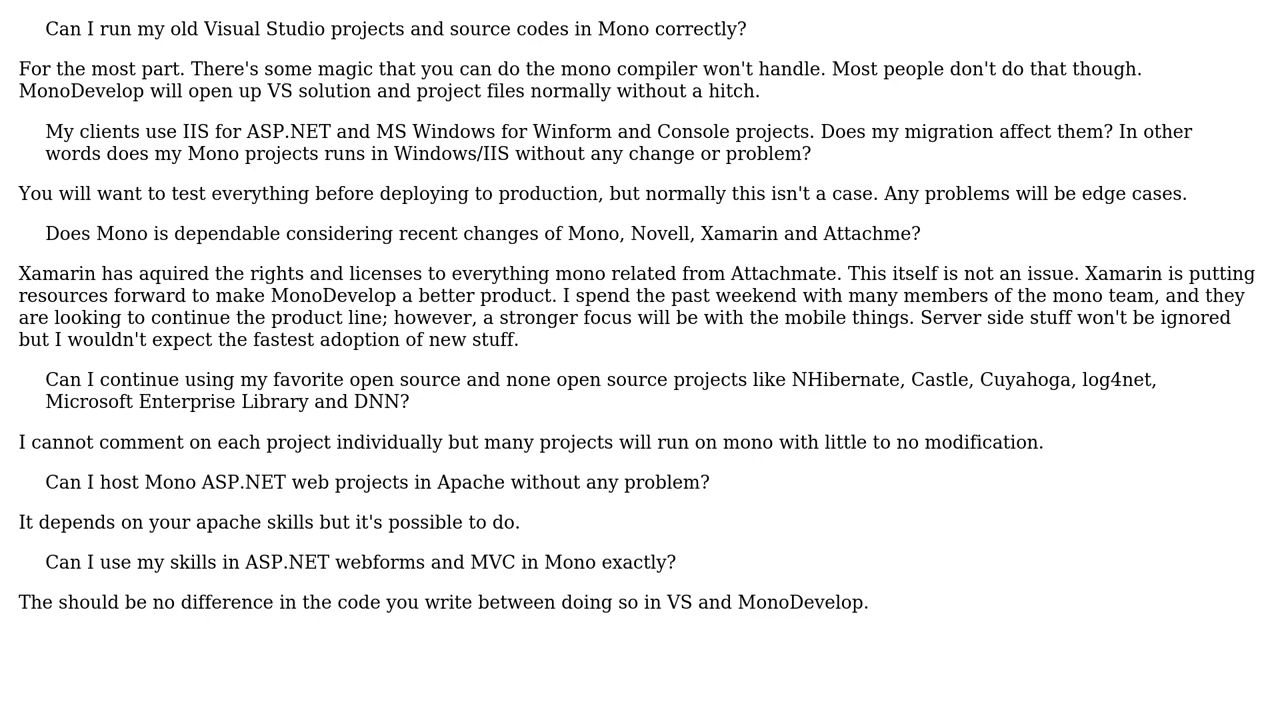 Can I run my old Visual Studio projects and source codes in Mono correctly?
For the most part. There's some magic that you can do the mono compiler won't handle. Most people don't do that though.
MonoDevelop will open up VS solution and project files normally without a hitch.
My clients use IIS for ASP.NET and MS Windows for Winform and Console projects. Does my migration affect them? In other
words does my Mono projects runs in Windows/IIS without any change or problem?
You will want to test everything before deploying to production, but normally this isn't a case. Any problems will be edge cases.
Does Mono is dependable considering recent changes of Mono, Novell, Xamarin and Attachme?
Xamarin has aquired the rights and licenses to everything mono related from Attachmate. This itself is not an issue. Xamarin is putting
resources forward to make MonoDevelop a better product. I spend the past weekend with many members of the mono team, and they
are looking to continue the product line; however, a stronger focus will be with the mobile things. Server side stuff won't be ignored
but I wouldn't expect the fastest adoption of new stuff.
Can I continue using my favorite open source and none open source projects like NHibernate, Castle, Cuyahoga, log4net,
Microsoft Enterprise Library and DNN?
I cannot comment on each project individually but many projects will run on mono with little to no modification.
Can I host Mono ASP.NET web projects in Apache without any problem?
It depends on your apache skills but it's possible to do.
Can I use my skills in ASP.NET webforms and MVC in Mono exactly?
The should be no difference in the code you write between doing so in VS and MonoDevelop.